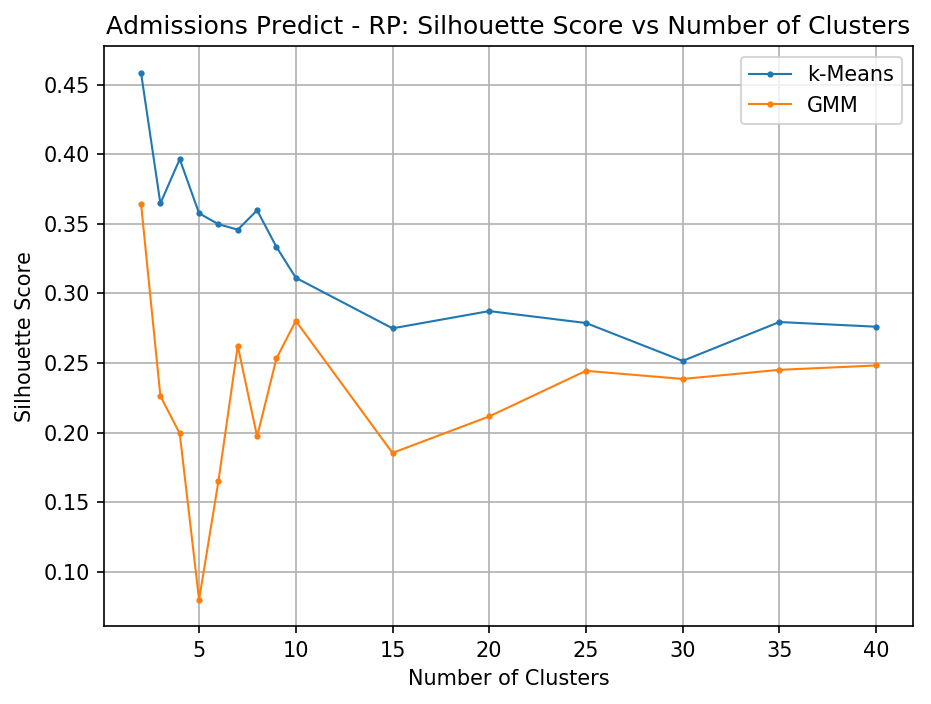 Admissions Predict - RP: Silhouette Score vs Number of Clusters
k-Means
GMM
Silhouette Score
0.45
0.40
0.35
0.30
0.25
0.20
0.15
0.10
5 10 15 20 25 30 35 40
Number of Clusters